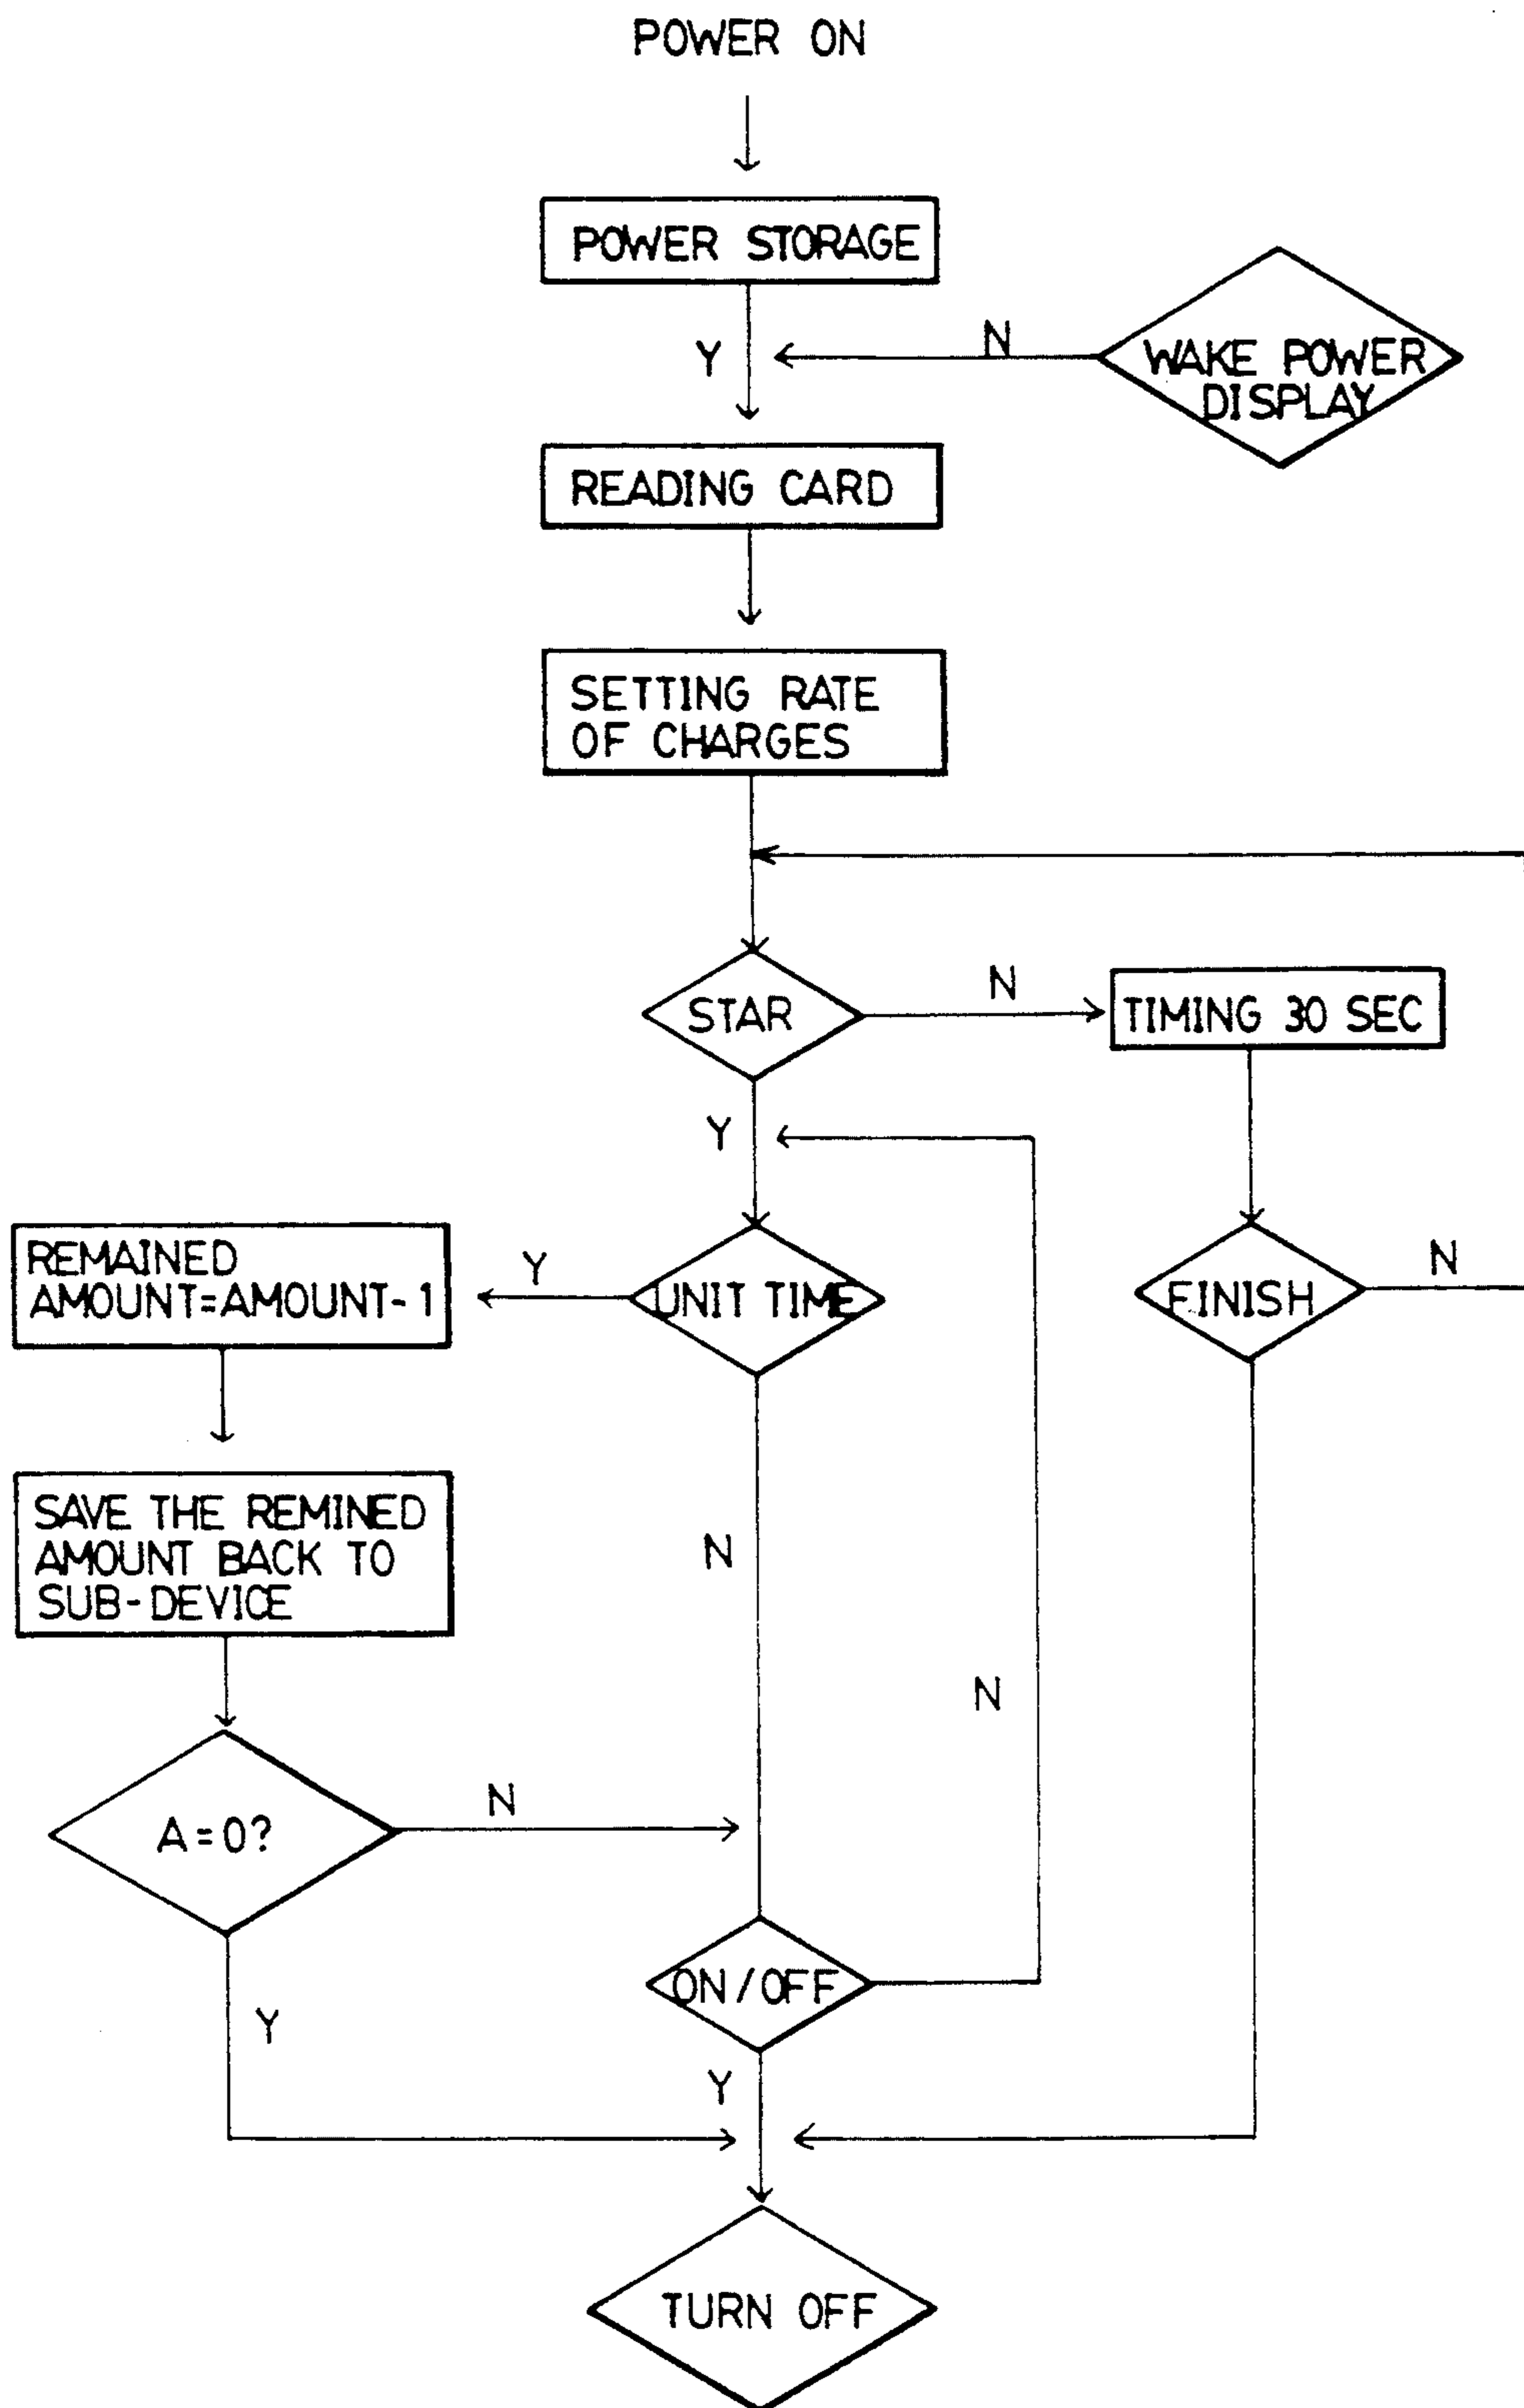 POWER ON
POWER STORAGE
Y
N
WAKE POWER
DISPLAY
READING CARD
SETTING RATE
OF CHARGES
STAR
N
TIMING 30 SEC
Y
REMAINED
AMOUNT=AMOUNT-1
Y
UNIT TIME
FINISH
N
SAVE THE REMINED
AMOUNT BACK TO
SUB-DEVICE
N
N
A=0?
N
ON/OFF
Y
Y
TURN OFF